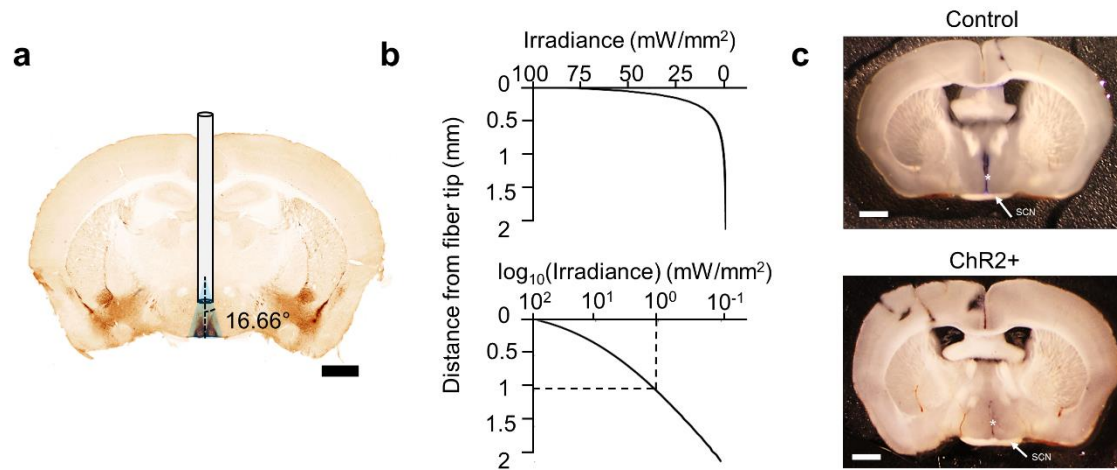 a
16.66°
b
Irradiance (mW/mm²)
100 75 50 25 0
0
0.5
1
1.5
2
Distance from fiber tip (mm)
log₁₀(Irradiance) (mW/mm²)
10² 10¹ 10⁰ 10⁻¹
0
0.5
1
1.5
2
c
Control
*
SCN
ChR2+
*
SCN